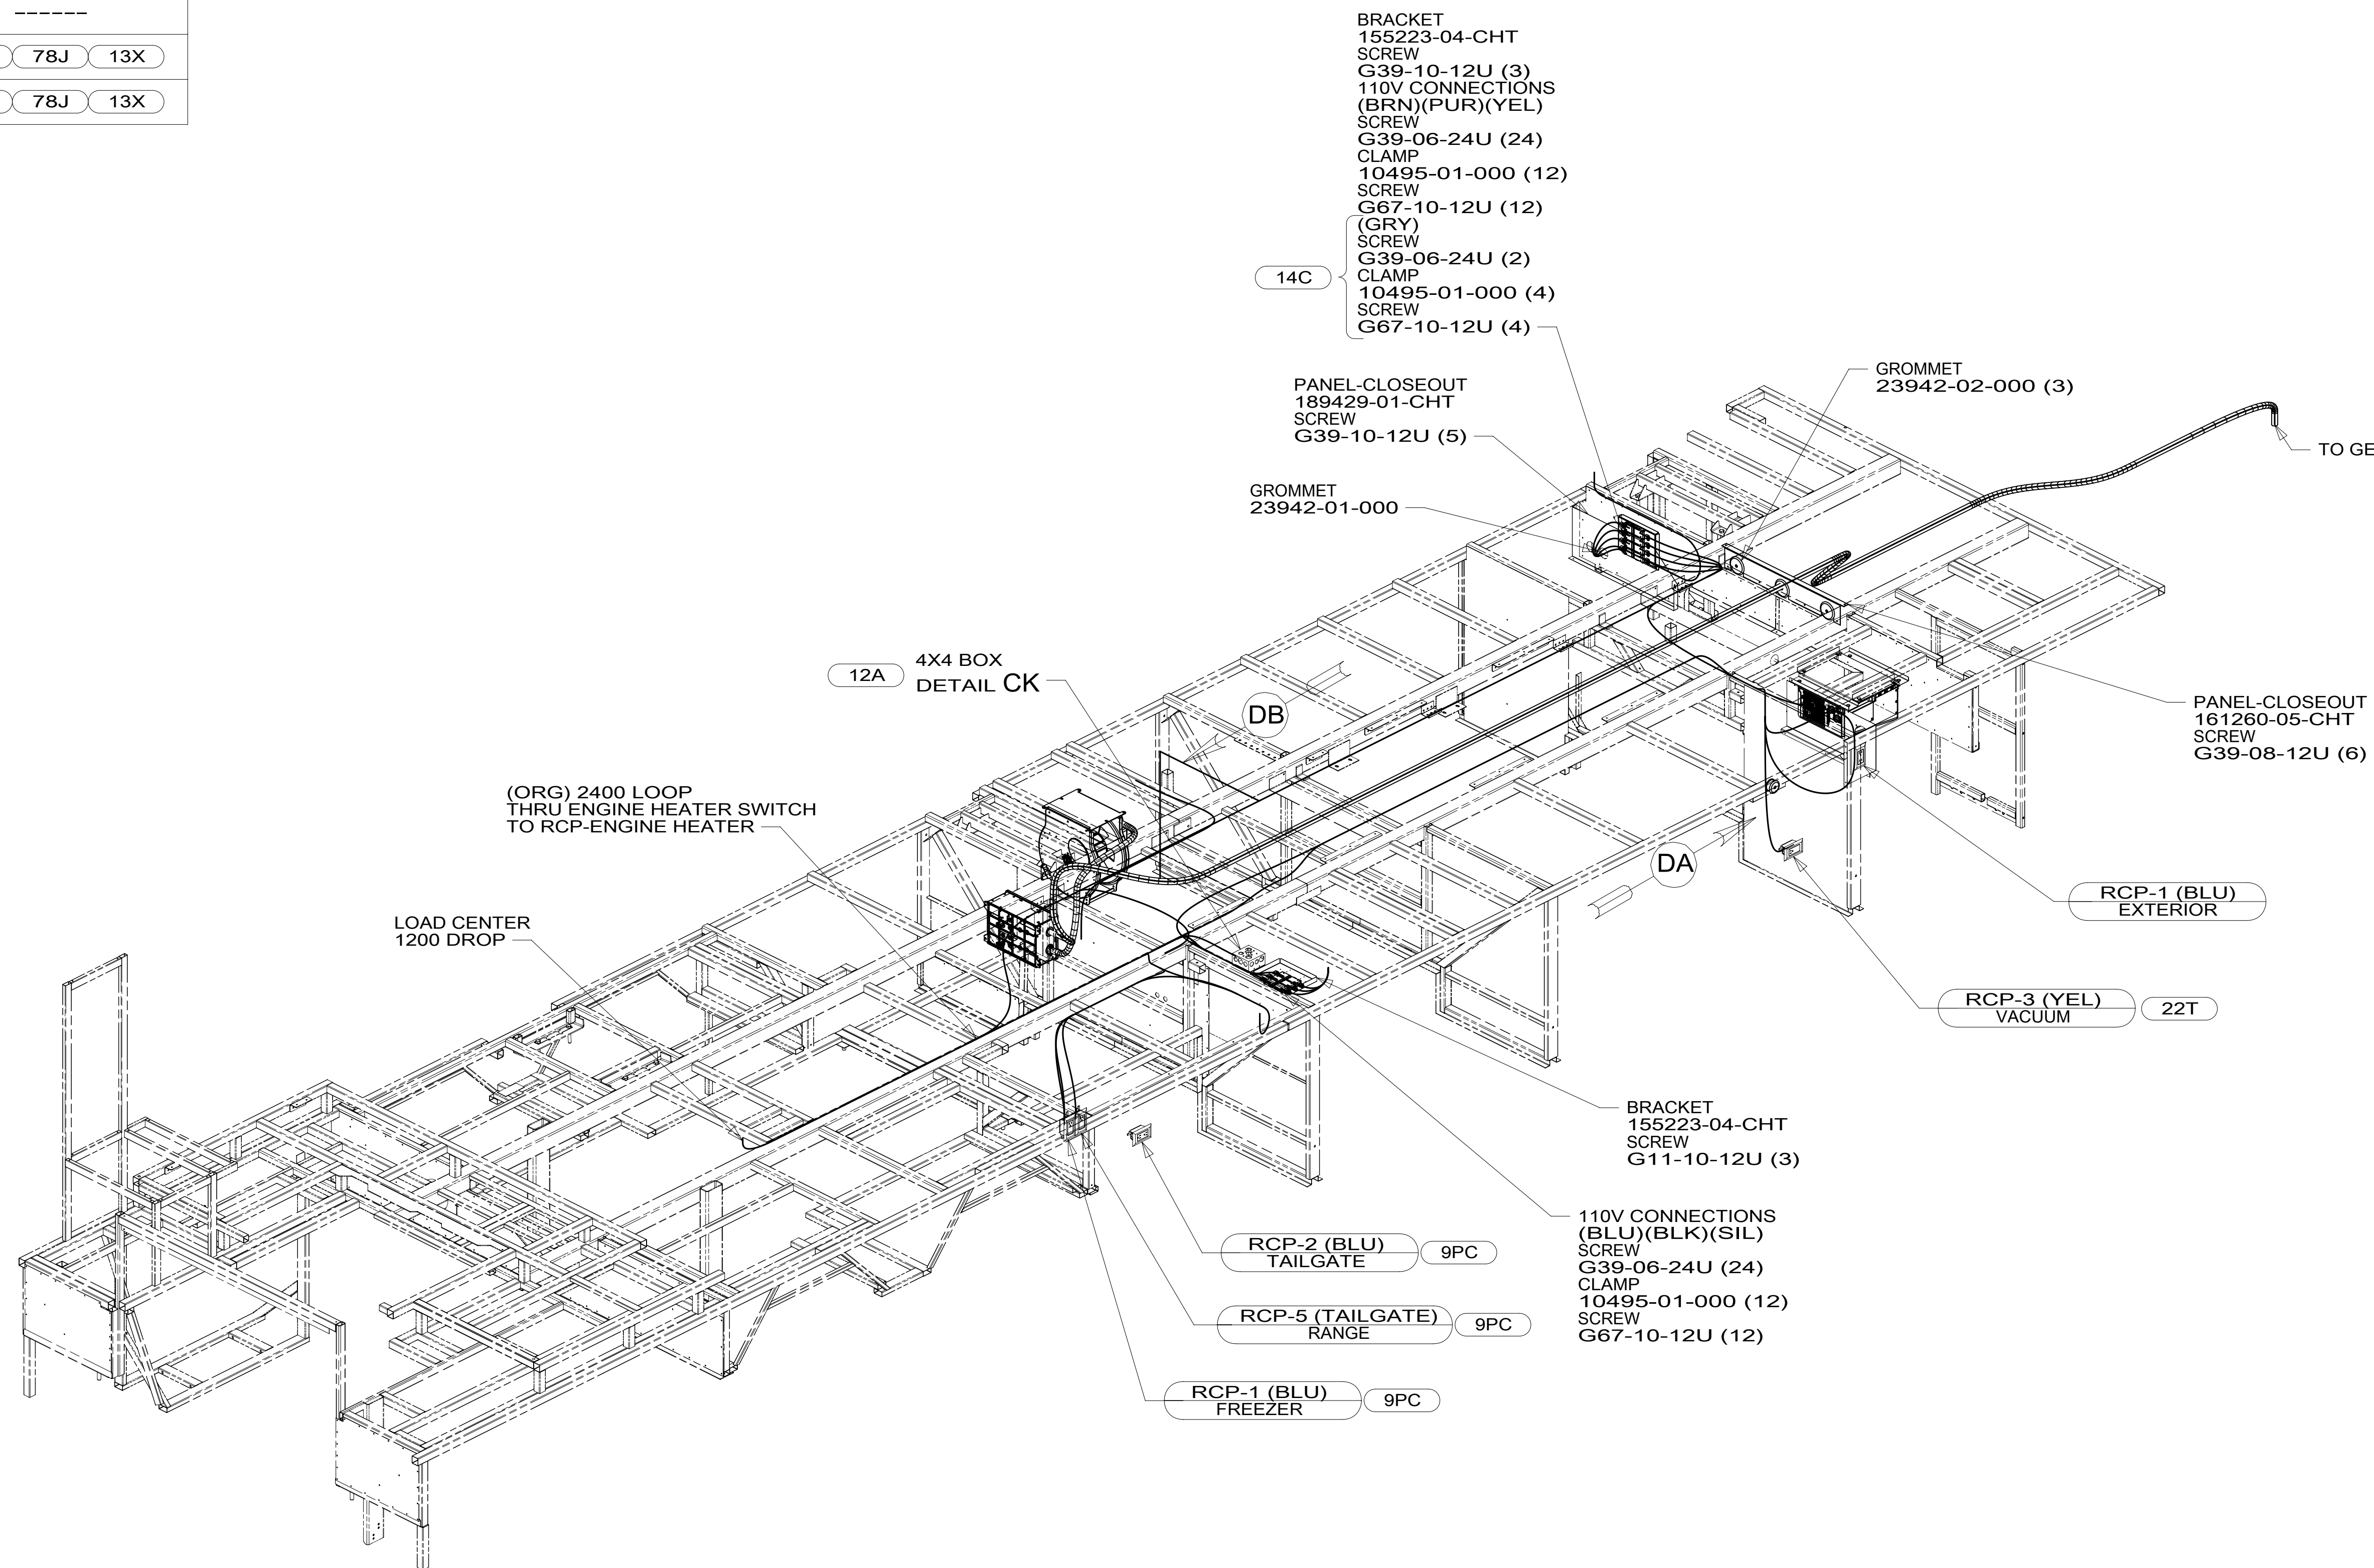 ------
78J 13X
78J 13X
BRACKET
155223-04-CHT
SCREW
G39-10-12U (3)
110V CONNECTIONS
(BRN)(PUR)(YEL)
SCREW
G39-06-24U (24)
CLAMP
10495-01-000 (12)
SCREW
G67-10-12U (12)
(GRY)
SCREW
G39-06-24U (2)
14C
CLAMP
10495-01-000 (4)
SCREW
G67-10-12U (4)
GROMMET
23942-02-000 (3)
PANEL-CLOSEOUT
189429-01-CHT
SCREW
G39-10-12U (5)
TO GE
GROMMET
23942-01-000
12A
4X4 BOX
DETAIL CK
DB
PANEL-CLOSEOUT
161260-05-CHT
SCREW
G39-08-12U (6)
(ORG) 2400 LOOP
THRU ENGINE HEATER SWITCH
TO RCP-ENGINE HEATER
DA
RCP-1 (BLU)
EXTERIOR
LOAD CENTER
1200 DROP
RCP-3 (YEL)
VACUUM
22T
BRACKET
155223-04-CHT
SCREW
G11-10-12U (3)
110V CONNECTIONS
(BLU)(BLK)(SIL)
SCREW
G39-06-24U (24)
CLAMP
10495-01-000 (12)
SCREW
G67-10-12U (12)
RCP-2 (BLU)
TAILGATE
9PC
RCP-5 (TAILGATE)
RANGE
9PC
RCP-1 (BLU)
FREEZER
9PC